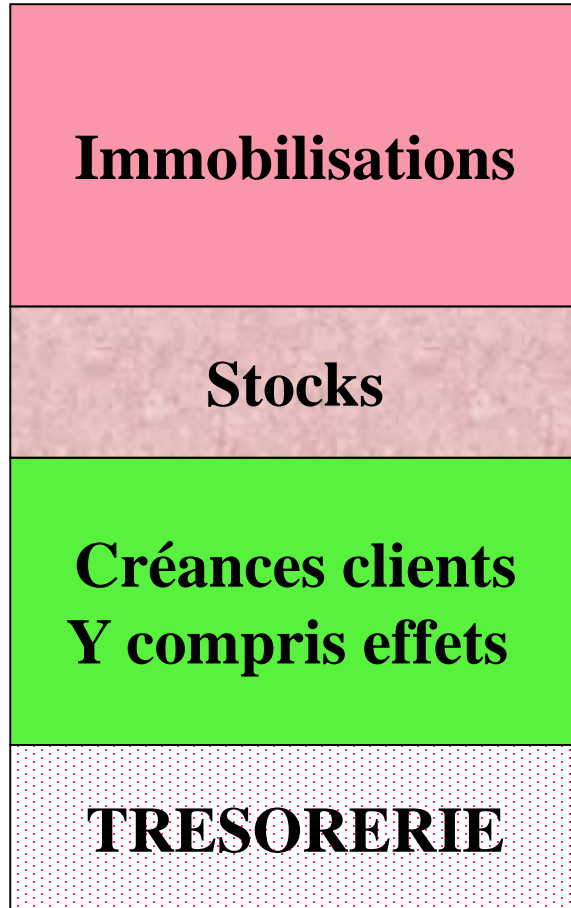 Immobilisations
Stocks
Créances clients
Y compris effets
TRESORERIE